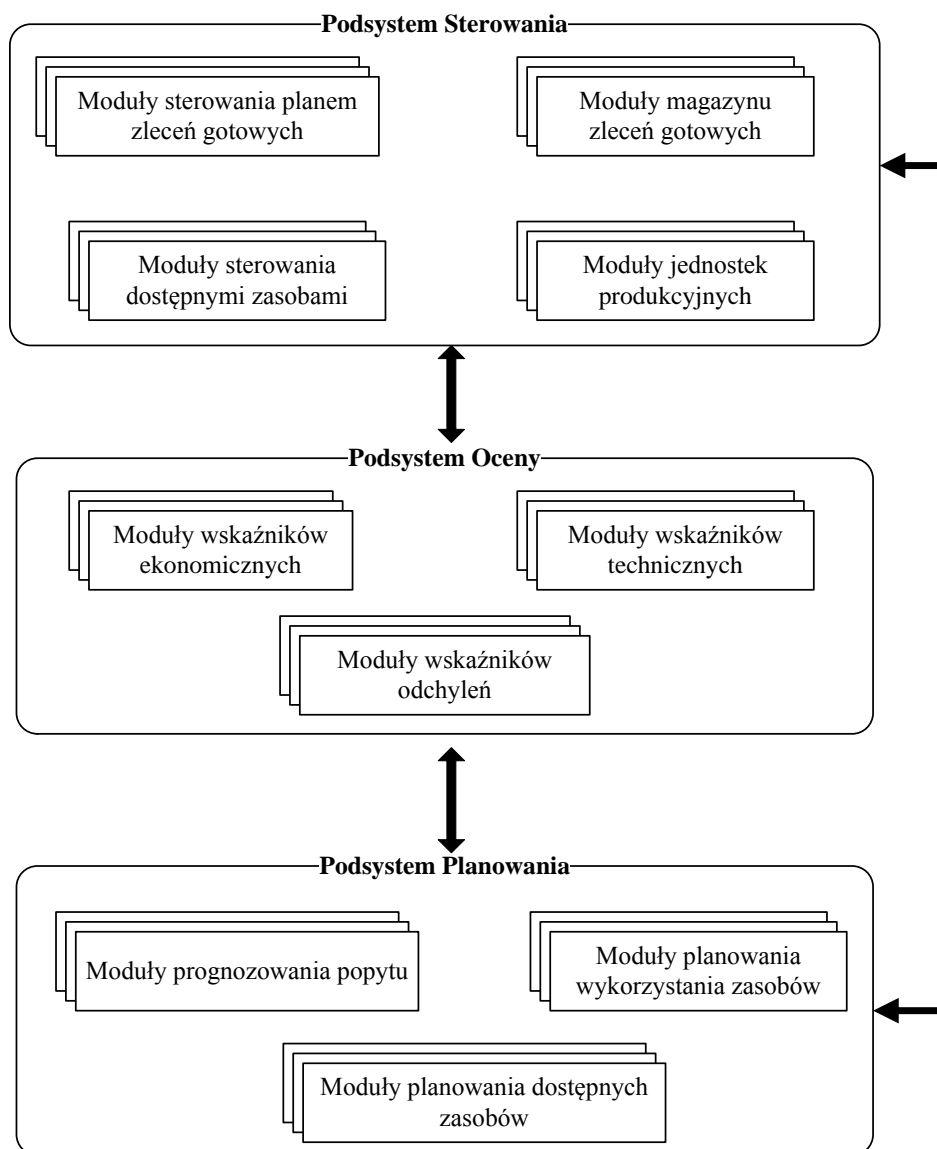 Podsystem Sterowania
Moduły sterowania planem
zleceń gotowych
Moduły magazynu
zleceń gotowych
Moduły sterowania
dostępnymi zasobami
Moduły jednostek
produkcyjnych
Podsystem Oceny
Moduły wskaźników
ekonomicznych
Moduły wskaźników
technicznych
Moduły wskaźników
odchyleń
Podsystem Planowania
Moduły prognozowania popytu
Moduły planowania
wykorzystania zasobów
Moduły planowania dostępnych
zasobów